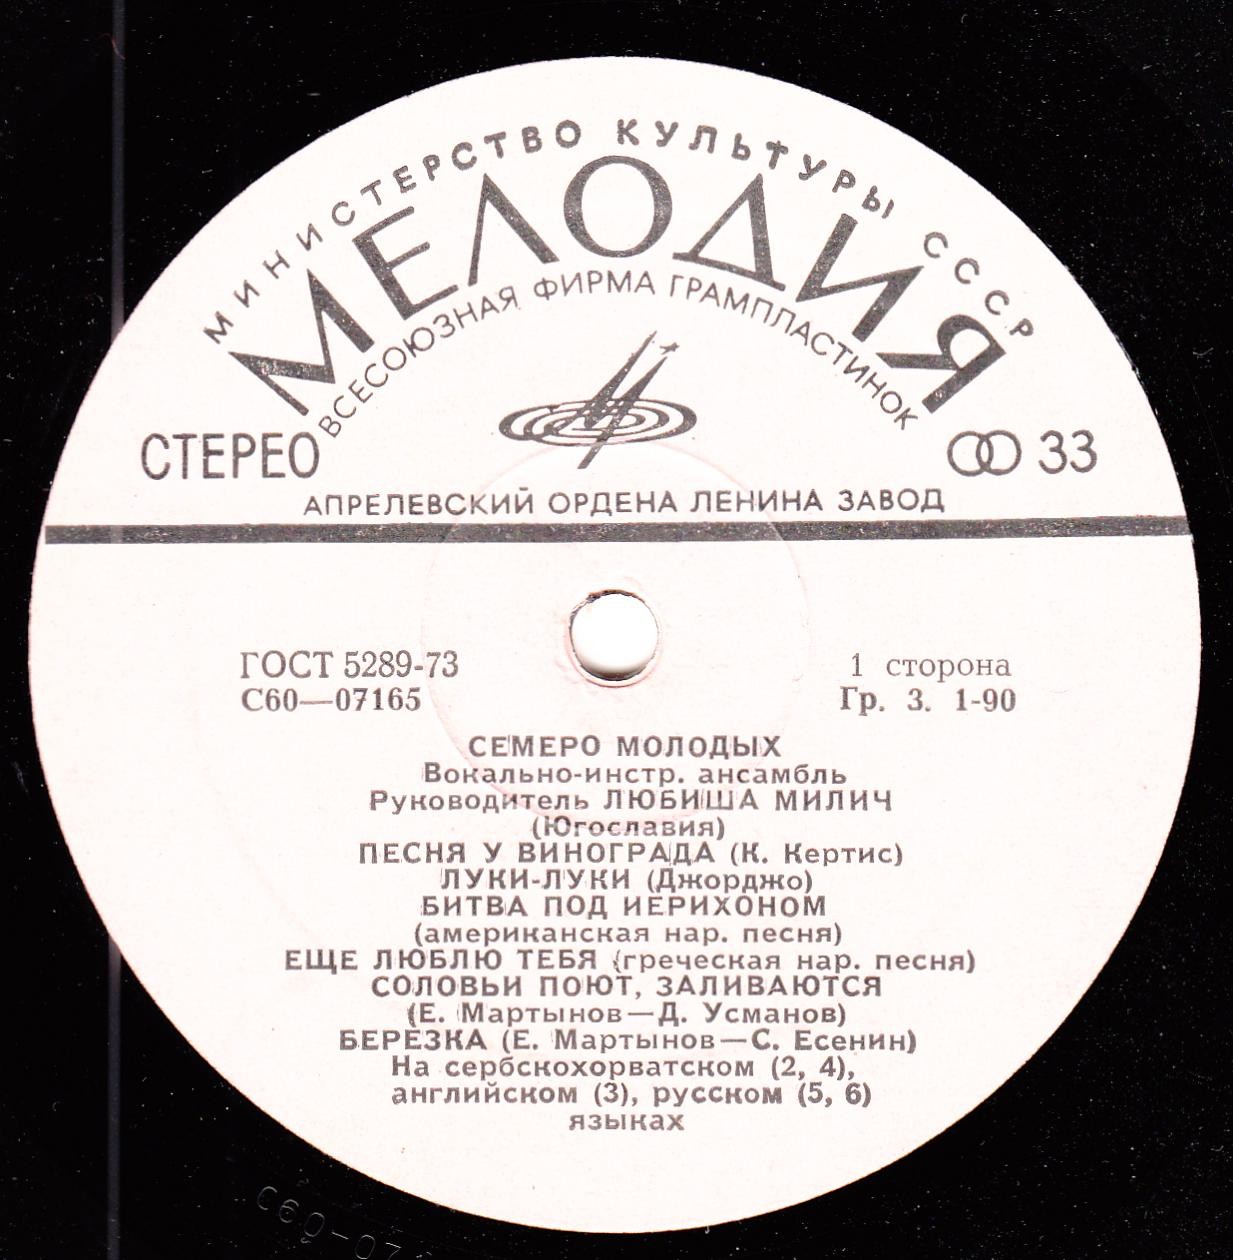 МИНИСТЕРСТВО КУЛЬТУРЫ СССР
МЕЛОДИЯ
ВСЕСОЮЗНАЯ ФИРМА ГРАМПЛАСТИНОК
СТЕРЕО
33
АПРЕЛЕВСКИЙ ОРДЕНА ЛЕНИНА ЗАВОД
ГОСТ 5289-73
1 сторона
С60—07165
Гр. 3. 1-90
СЕМЕРО МОЛОДЫХ
Вокально-инстр. ансамбль
Руководитель ЛЮБИША МИЛИЧ
(Югославия)
ПЕСНЯ У ВИНОГРАДА (К. Кертис)
ЛУКИ-ЛУКИ (Джорджо)
БИТВА ПОД ИЕРИХОНОМ
(американская нар. песня)
ЕЩЕ ЛЮБЛЮ ТЕБЯ (греческая нар. песня)
СОЛОВЬИ ПОЮТ, ЗАЛИВАЮТСЯ
(Е. Мартынов—Д. Усманов)
БЕРЕЗКА (Е. Мартынов—С. Есенин)
На сербскохорватском (2, 4),
английском (3), русском (5, 6)
языках
С60-07